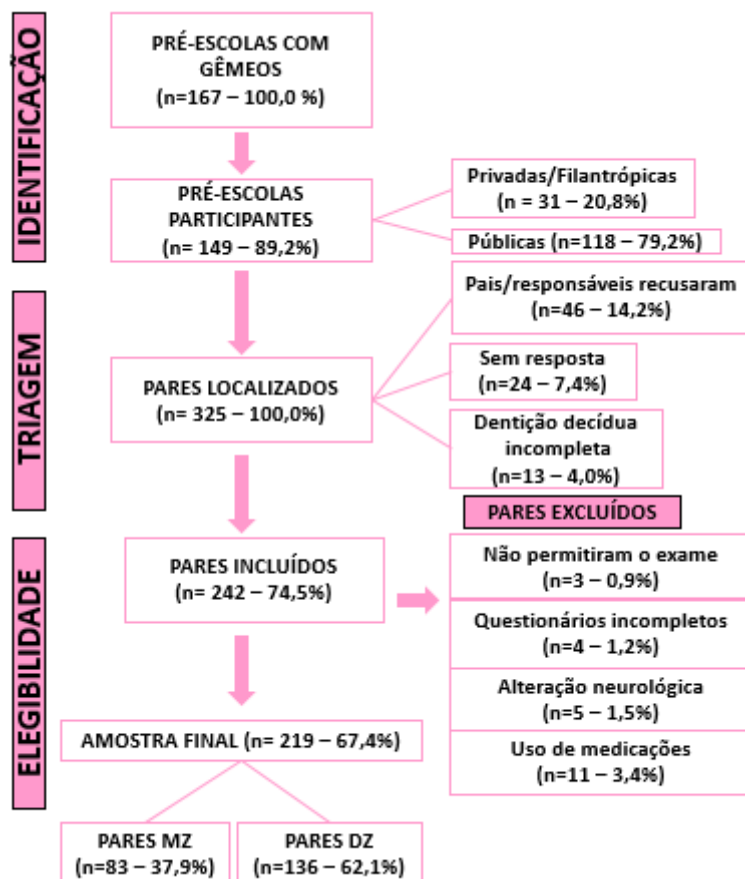 IDENTIFICAÇÃO
PRÉ-ESCOLAS COM
GÊMEOS
(n=167 – 100,0 %)
PRÉ-ESCOLAS
PARTICIPANTES
(n= 149 – 89,2%)
Privadas/Filantrópicas
(n = 31 – 20,8%)
Públicas (n=118 – 79,2%)
TRIAGEM
PARES LOCALIZADOS
(n= 325 – 100,0%)
Pais/responsáveis recusaram
(n=46 – 14,2%)
Sem resposta
(n=24 – 7,4%)
Dentição decídua
incompleta
(n=13 – 4,0%)
ELEGIBILIDADE
PARES INCLUÍDOS
(n= 242 – 74,5%)
PARES EXCLUÍDOS
Não permitiram o exame
(n=3 – 0,9%)
Questionários incompletos
(n=4 – 1,2%)
Alteração neurológica
(n=5 – 1,5%)
Uso de medicações
(n=11 – 3,4%)
AMOSTRA FINAL (n= 219 – 67,4%)
PARES MZ
(n=83 – 37,9%)
PARES DZ
(n=136 – 62,1%)